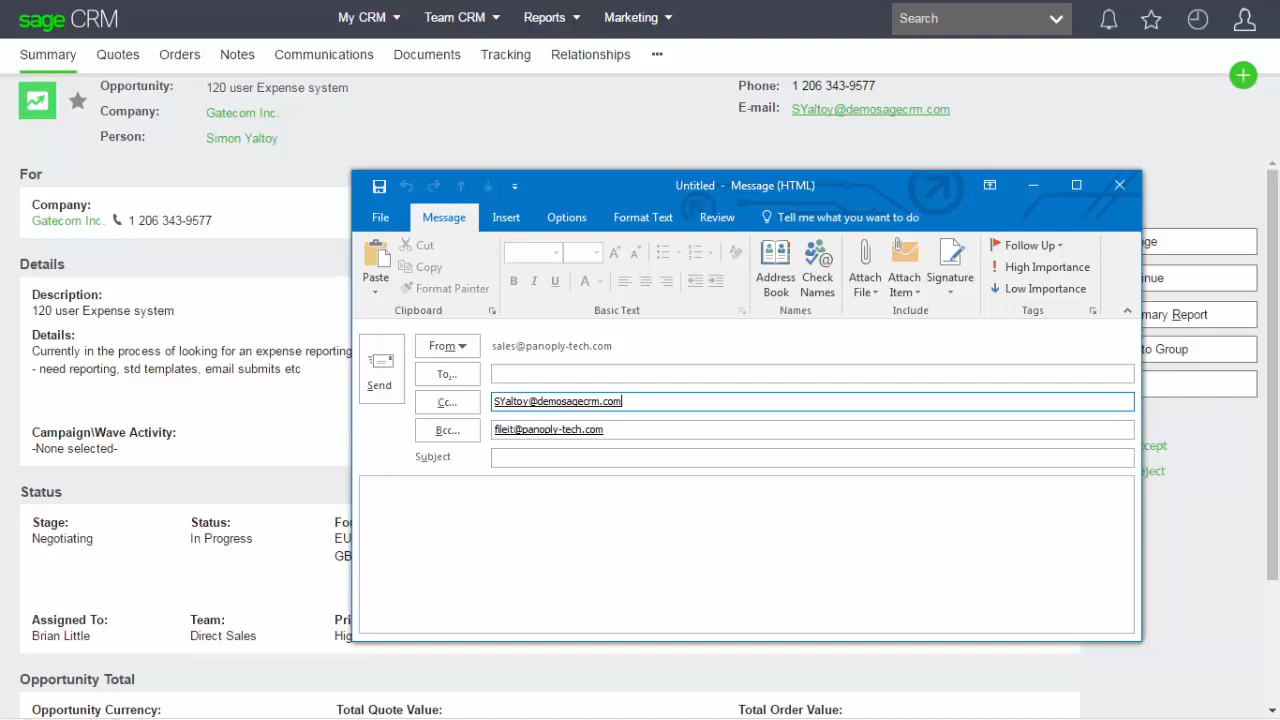 sage CRM My CRM Team CRM Reports Marketing Search
Summary Quotes Orders Notes Communications Documents Tracking Relationships •••
Opportunity: 120 user Expense system Phone: 1 206 343-9577
Company: Gatecom Inc. E-mail: SYaltoy@demosagecrm.com
Person: Simon Yaltoy
For
Company:
Gatecom Inc. 1 206 343-9577
Details
Description:
120 user Expense system
Details:
Currently in the process of looking for an expense reporting
- need reporting, std templates, email submits etc
Campaign\Wave Activity:
-None selected-
Status
Stage: Status:
Negotiating In Progress
Assigned To: Team:
Brian Little Direct Sales
Opportunity Total
Opportunity Currency: Total Quote Value: Total Order Value:
Untitled - Message (HTML)
File Message Insert Options Format Text Review Tell me what you want to do
Paste
Cut
Copy
Format Painter
Clipboard
B I U A
Basic Text
Address Book
Check Names
Names
Attach File
Attach Item
Signature
Include
Follow Up
High Importance
Low Importance
Tags
Send
From sales@panoply-tech.com
To...
Cc... SYaltoy@demosagecrm.com
Bcc... fileit@panoply-tech.com
Subject
Report
to Group